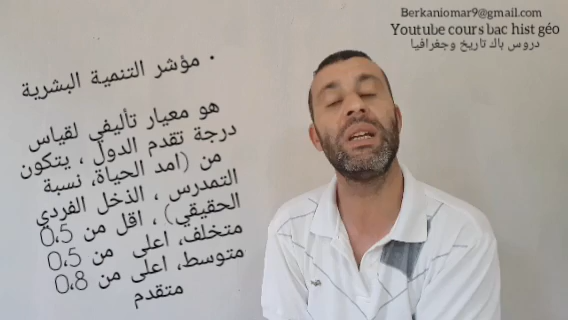 Berkaniomar9@gmail.com
Youtube cours bac hist géo
دروس باك تاريخ وجغرافيا
• مؤشر التنمية البشرية
هو معيار تأليفي لقياس
درجة تقدم الدول ، يتكون
من (امد الحياة، نسبة
التمدرس ، الذخل الفردي
الحقيقي) ، اقل من 0،5
متخلف، اعلى من 0،5
متوسط، اعلى من 0،8
متقدم